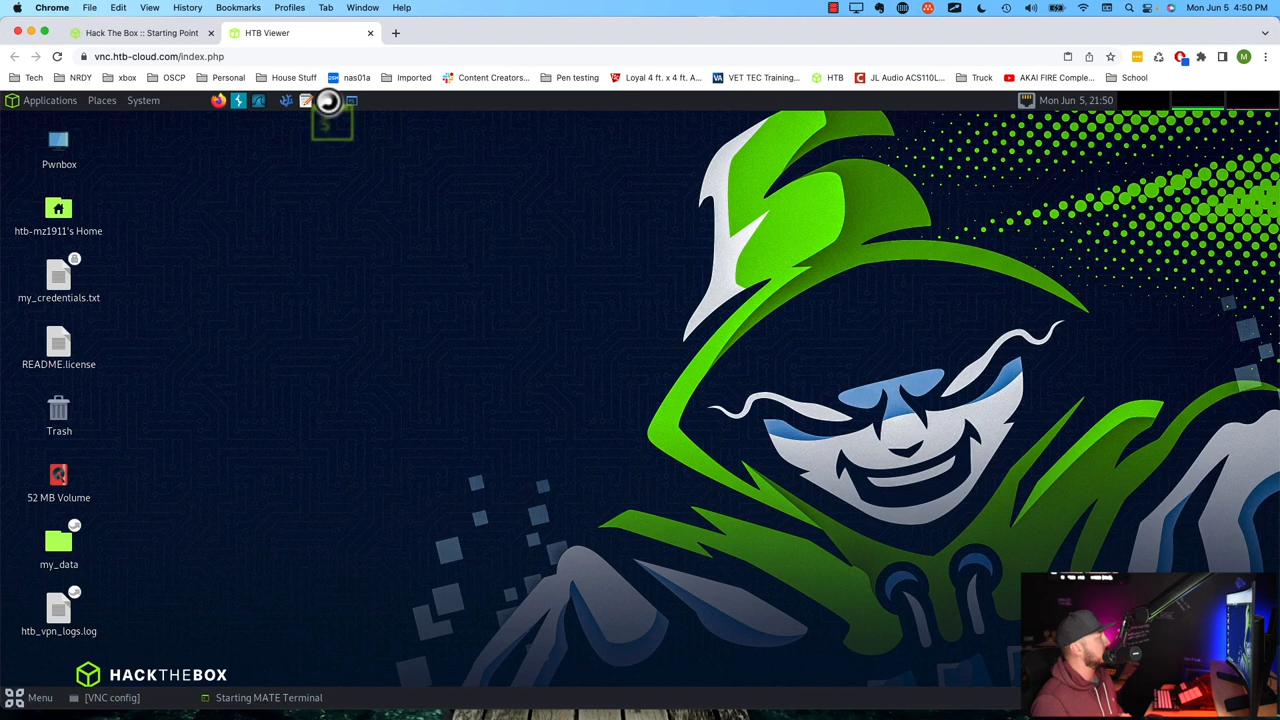 Chrome File Edit View History Bookmarks Profiles Tab Window Help Mon Jun 5 4:50 PM
Hack The Box :: Starting Point HTB Viewer
vnc.htb-cloud.com/index.php M
Tech NRDY xbox OSCP Personal House Stuff nas01a Imported Content Creators... Pen testing Loyal 4 ft. x 4 ft. A... VET TEC Training... HTB JL Audio ACS110L... Truck AKAI FIRE Comple... School
Applications Places System Mon Jun 5, 21:50
Pwnbox
htb-mz1911's Home
my_credentials.txt
README.license
Trash
52 MB Volume
my_data
htb_vpn_logs.log
HACKTHEBOX
Menu [VNC config] Starting MATE Terminal